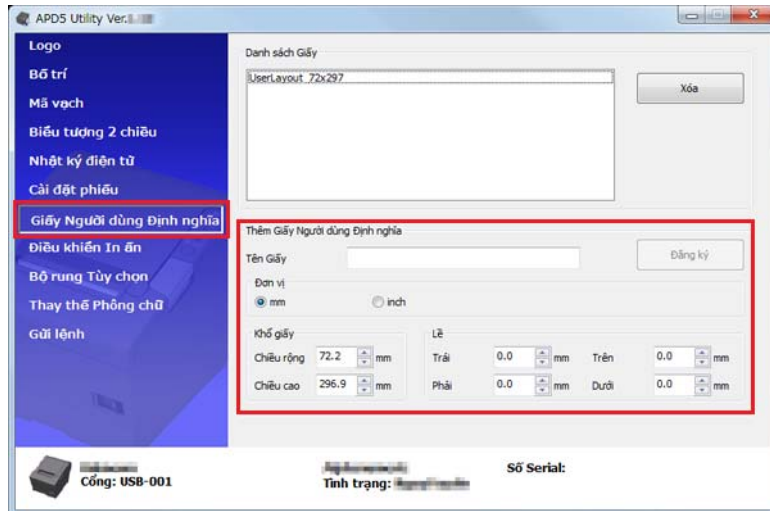 APD5 Utility Ver.
Logo
Bố trí
Mã vạch
Biểu tượng 2 chiều
Nhật ký điện tử
Cài đặt phiếu
Giấy Người dùng Định nghĩa
Điều khiển In ấn
Bộ rung Tùy chọn
Thay thế Phông chữ
Gửi lệnh
Danh sách Giấy
UserLayout 72x297
Xóa
Thêm Giấy Người dùng Định nghĩa
Tên Giấy
Đăng ký
Đơn vị
mm inch
Khổ giấy Lề
Chiều rộng 72.2 mm Trái 0.0 mm Trên 0.0 mm
Chiều cao 296.9 mm Phải 0.0 mm Dưới 0.0 mm
Cổng: USB-001
Tình trạng:
Số Serial: